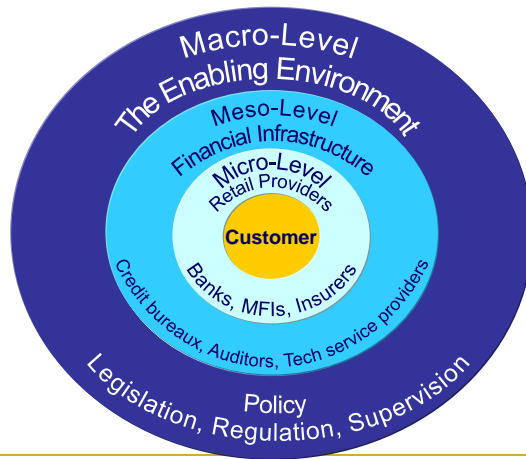 Macro-Level
The Enabling Environment
Meso-Level
Financial Infrastructure
Micro-Level
Retail Providers
Customer
Banks, MFIs, Insurers
Credit bureaux, Auditors, Tech service providers
Policy
Legislation, Regulation, Supervision